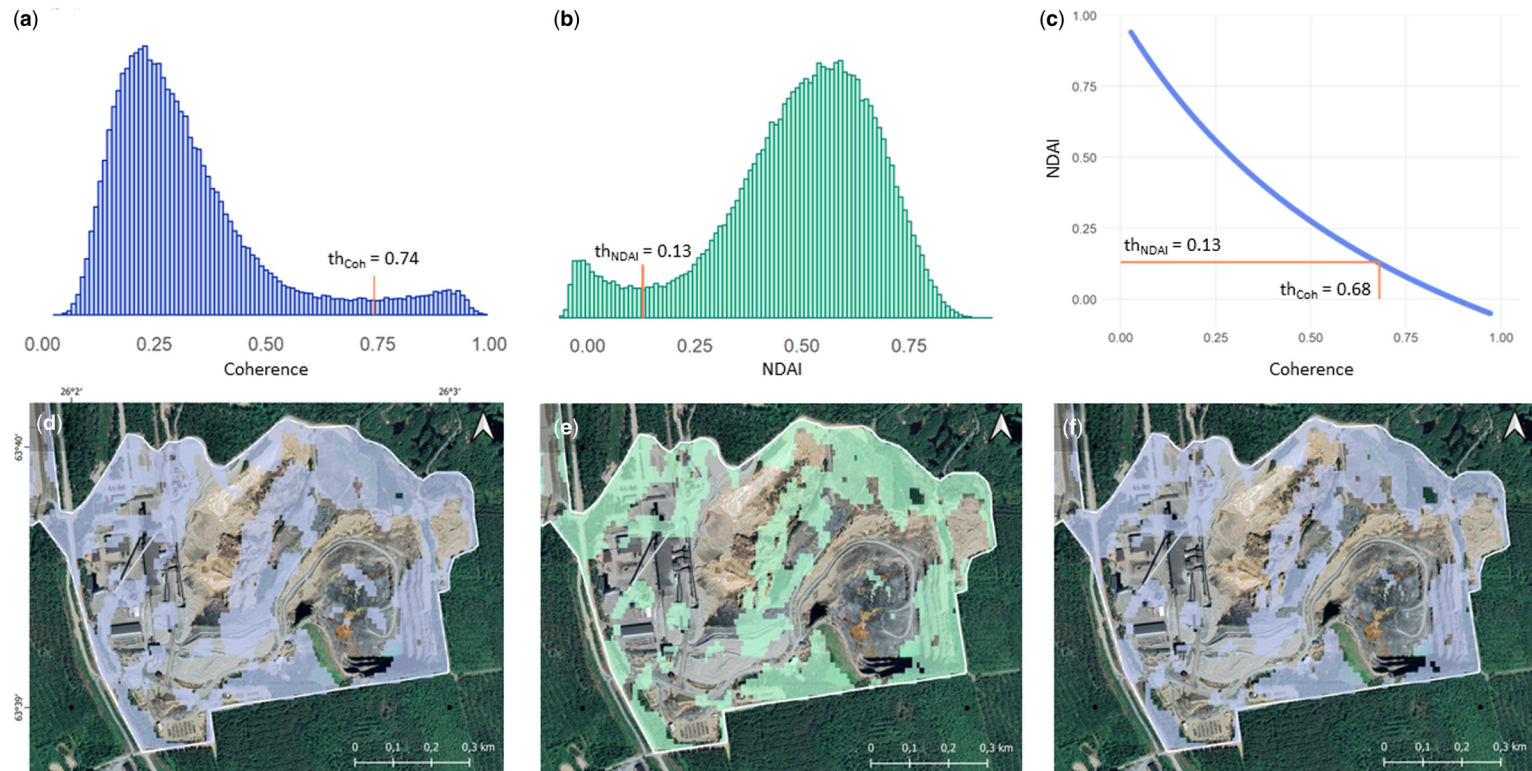 (a)
th_Coh = 0.74
0.00 0.25 0.50 0.75 1.00
Coherence
(b)
th_NDAI = 0.13
0.00 0.25 0.50 0.75
NDAI
(c)
1.00
0.75
0.50
0.25
0.00
NDAI
th_NDAI = 0.13
th_Coh = 0.68
0.00 0.25 0.50 0.75 1.00
Coherence
26°2' 26°3'
63°40'
63°39'
(d)
0 0,1 0,2 0,3 km
(e)
0 0,1 0,2 0,3 km
(f)
0 0,1 0,2 0,3 km